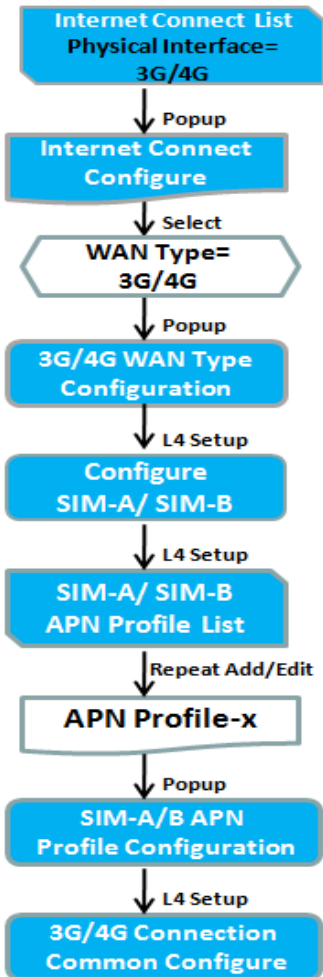 Internet Connect List
Physical Interface=
3G/4G
Popup
Internet Connect
Configure
Select
WAN Type=
3G/4G
Popup
3G/4G WAN Type
Configuration
L4 Setup
Configure
SIM-A/ SIM-B
L4 Setup
SIM-A/ SIM-B
APN Profile List
Repeat Add/Edit
APN Profile-x
Popup
SIM-A/B APN
Profile Configuration
L4 Setup
3G/4G Connection
Common Configure